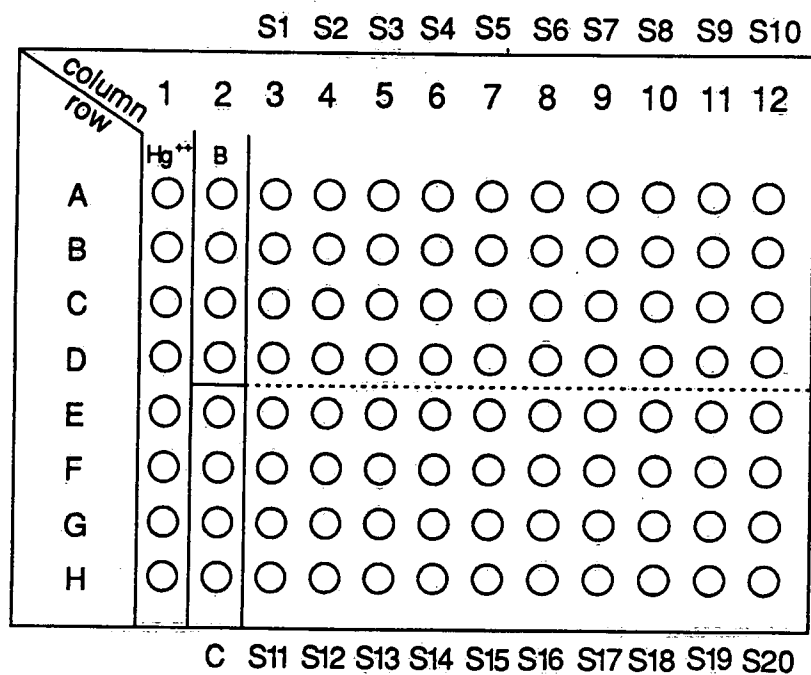 S1 S2 S3 S4 S5 S6 S7 S8 S9 S10
column
row
1 2 3 4 5 6 7 8 9 10 11 12
Hg++ B
A
B
C
D
E
F
G
H
C S11 S12 S13 S14 S15 S16 S17 S18 S19 S20